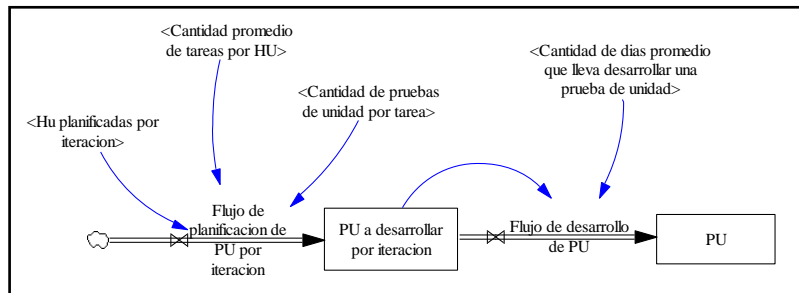 <Cantidad promedio
de tareas por HU>
<Cantidad de dias promedio
que lleva desarrollar una
prueba de unidad>
<Cantidad de pruebas
de unidad por tarea>
<Hu planificadas por
iteracion>
Flujo de
planificacion de
PU por
iteracion
PU a desarrollar
por iteracion
Flujo de desarrollo
de PU
PU